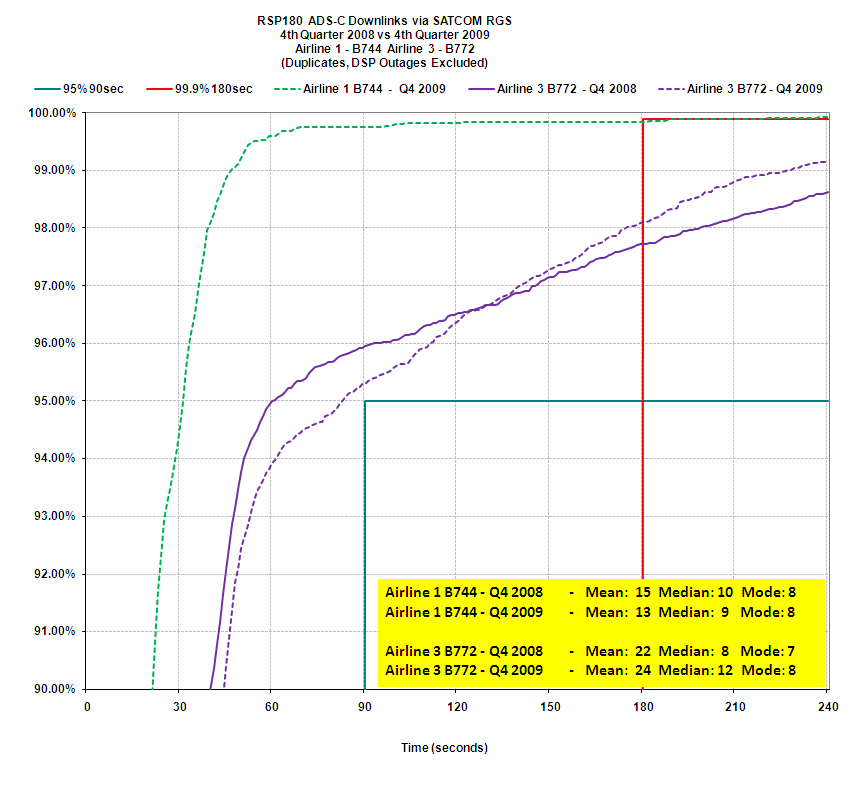 RSP180 ADS-C Downlinks via SATCOM RGS
4th Quarter 2008 vs 4th Quarter 2009
Airline 1 - B744 Airline 3 - B772
(Duplicates, DSP Outages Excluded)
95%90sec 99.9%180sec Airline 1 B744 - Q4 2009 Airline 3 B772 - Q4 2008 Airline 3 B772 - Q4 2009
100.00%
99.00%
98.00%
97.00%
96.00%
95.00%
94.00%
93.00%
92.00%
91.00%
90.00%
Airline 1 B744 - Q4 2008 - Mean: 15 Median: 10 Mode: 8
Airline 1 B744 - Q4 2009 - Mean: 13 Median: 9 Mode: 8
Airline 3 B772 - Q4 2008 - Mean: 22 Median: 8 Mode: 7
Airline 3 B772 - Q4 2009 - Mean: 24 Median: 12 Mode: 8
0 30 60 90 120 150 180 210 240
Time (seconds)